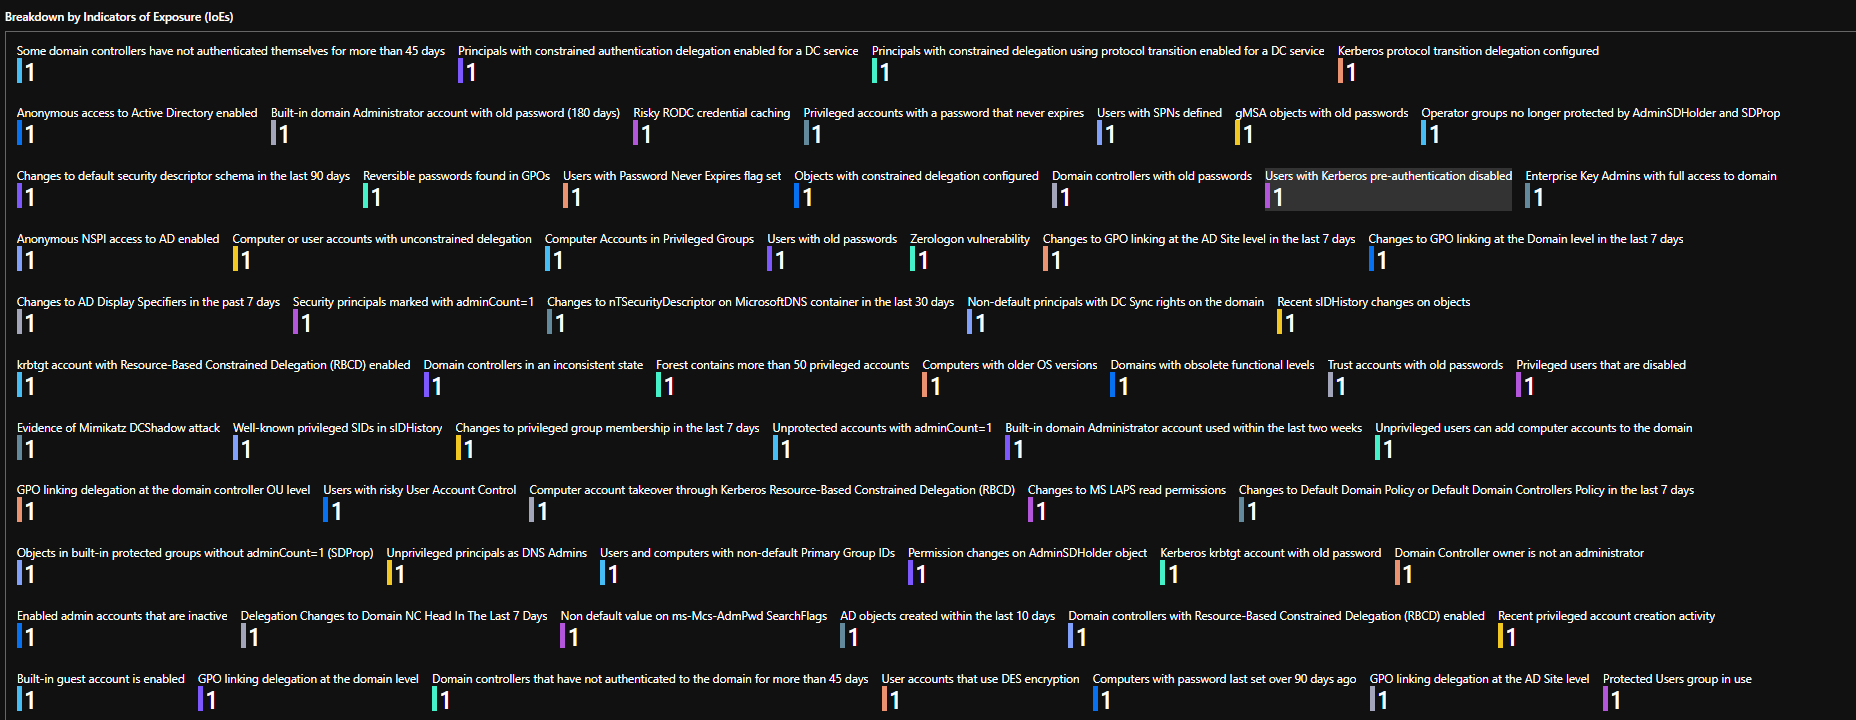 Breakdown by Indicators of Exposure (IoEs)
Some domain controllers have not authenticated themselves for more than 45 days Principals with constrained authentication delegation enabled for a DC service Principals with constrained delegation using protocol transition enabled for a DC service Kerberos protocol transition delegation configured
1 1 1 1
Anonymous access to Active Directory enabled Built-in domain Administrator account with old password (180 days) Risky RODC credential caching Privileged accounts with a password that never expires Users with SPNs defined gMSA objects with old passwords Operator groups no longer protected by AdminSDHolder and SDProp
1 1 1 1 1 1 1
Changes to default security descriptor schema in the last 90 days Reversible passwords found in GPOs Users with Password Never Expires flag set Objects with constrained delegation configured Domain controllers with old passwords Users with Kerberos pre-authentication disabled Enterprise Key Admins with full access to domain
1 1 1 1 1 1 1
Anonymous NSPI access to AD enabled Computer or user accounts with unconstrained delegation Computer Accounts in Privileged Groups Users with old passwords Zerologon vulnerability Changes to GPO linking at the AD Site level in the last 7 days Changes to GPO linking at the Domain level in the last 7 days
1 1 1 1 1 1 1
Changes to AD Display Specifiers in the past 7 days Security principals marked with adminCount=1 Changes to nTSecurityDescriptor on MicrosoftDNS container in the last 30 days Non-default principals with DC Sync rights on the domain Recent sIDHistory changes on objects
1 1 1 1 1
krbtgt account with Resource-Based Constrained Delegation (RBCD) enabled Domain controllers in an inconsistent state Forest contains more than 50 privileged accounts Computers with older OS versions Domains with obsolete functional levels Trust accounts with old passwords Privileged users that are disabled
1 1 1 1 1 1 1
Evidence of Mimikatz DCShadow attack Well-known privileged SIDs in sIDHistory Changes to privileged group membership in the last 7 days Unprotected accounts with adminCount=1 Built-in domain Administrator account used within the last two weeks Unprivileged users can add computer accounts to the domain
1 1 1 1 1 1
GPO linking delegation at the domain controller OU level Users with risky User Account Control Computer account takeover through Kerberos Resource-Based Constrained Delegation (RBCD) Changes to MS LAPS read permissions Changes to Default Domain Policy or Default Domain Controllers Policy in the last 7 days
1 1 1 1 1
Objects in built-in protected groups without adminCount=1 (SDProp) Unprivileged principals as DNS Admins Users and computers with non-default Primary Group IDs Permission changes on AdminSDHolder object Kerberos krbtgt account with old password Domain Controller owner is not an administrator
1 1 1 1 1 1
Enabled admin accounts that are inactive Delegation Changes to Domain NC Head In The Last 7 Days Non default value on ms-Mcs-AdmPwd SearchFlags AD objects created within the last 10 days Domain controllers with Resource-Based Constrained Delegation (RBCD) enabled Recent privileged account creation activity
1 1 1 1 1 1
Built-in guest account is enabled GPO linking delegation at the domain level Domain controllers that have not authenticated to the domain for more than 45 days User accounts that use DES encryption Computers with password last set over 90 days ago GPO linking delegation at the AD Site level Protected Users group in use
1 1 1 1 1 1 1